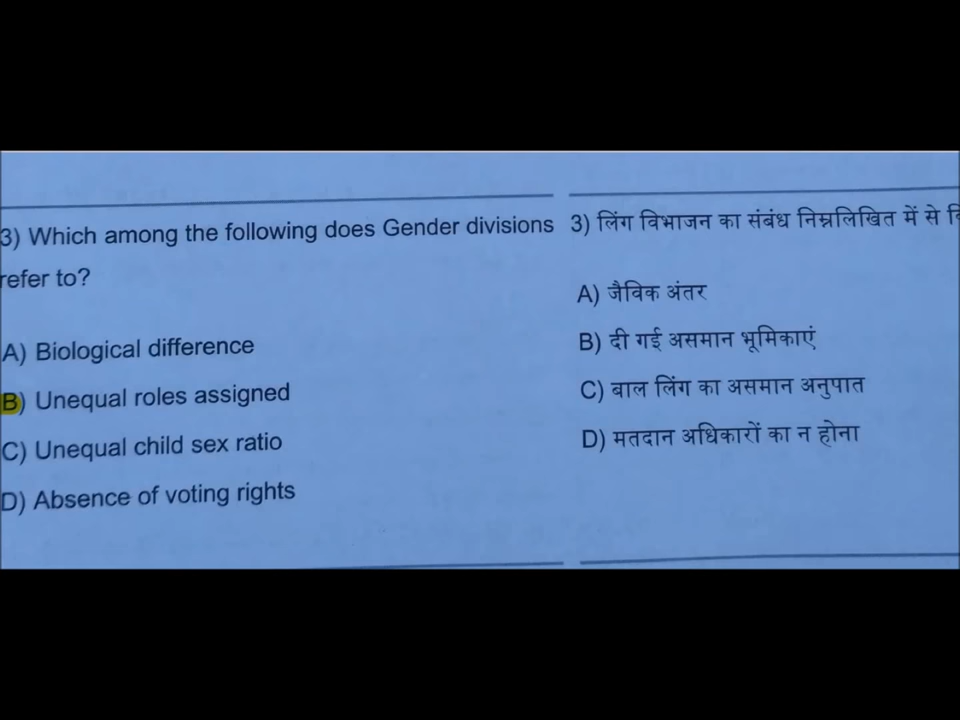 3) Which among the following does Gender divisions
refer to?
A) Biological difference
B) Unequal roles assigned
C) Unequal child sex ratio
D) Absence of voting rights
3) लिंग विभाजन का संबंध निम्नलिखित में से
A) जैविक अंतर
B) दी गई असमान भूमिकाएं
C) बाल लिंग का असमान अनुपात
D) मतदान अधिकारों का न होना